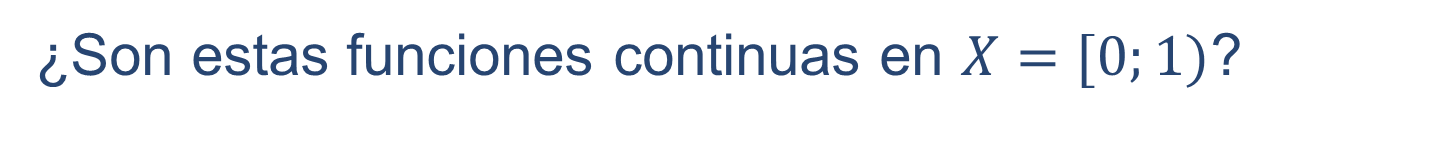 ¿Son estas funciones continuas en X = [0; 1)?